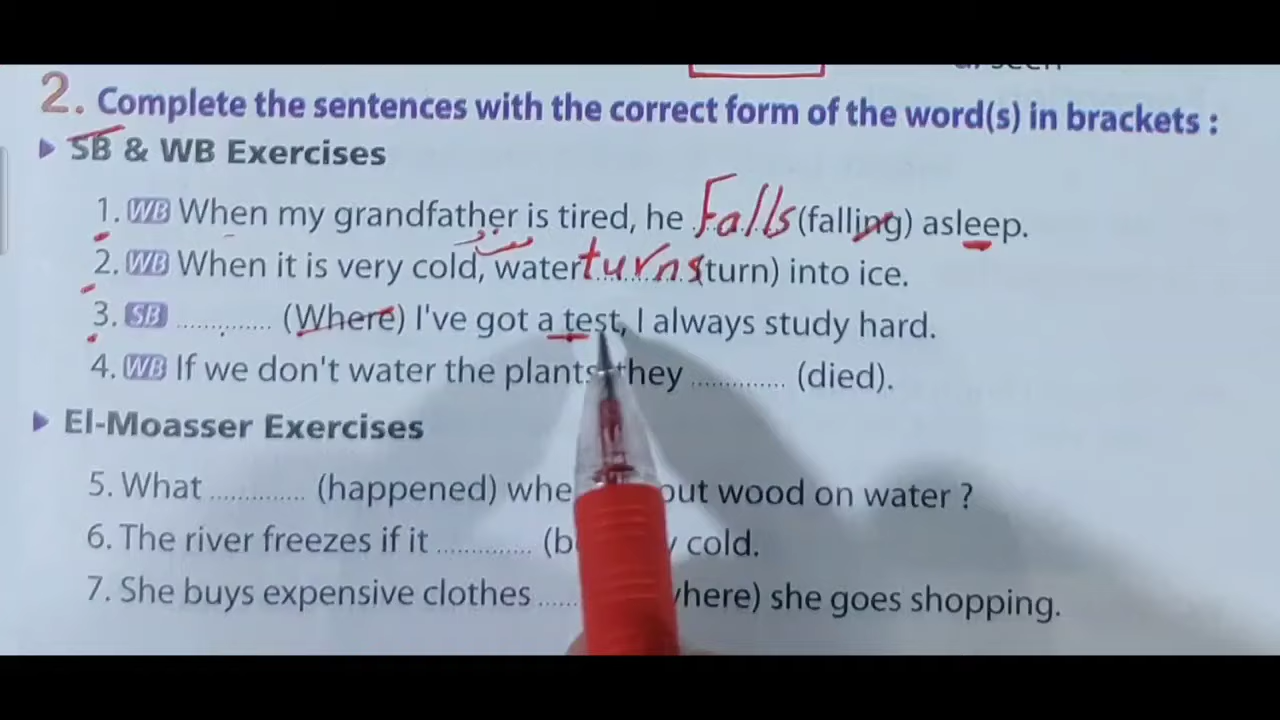 2. Complete the sentences with the correct form of the word(s) in brackets :
SB & WB Exercises
1. WB When my grandfather is tired, he Falls (falling) asleep.
2. WB When it is very cold, water turns (turn) into ice.
3. SB ............ (Where) I've got a test, I always study hard.
4. WB If we don't water the plants they ............ (died).
El-Moasser Exercises
5. What ............ (happened) out wood on water ?
6. The river freezes if it ............ cold.
7. She buys expensive clothes ...... she goes shopping.